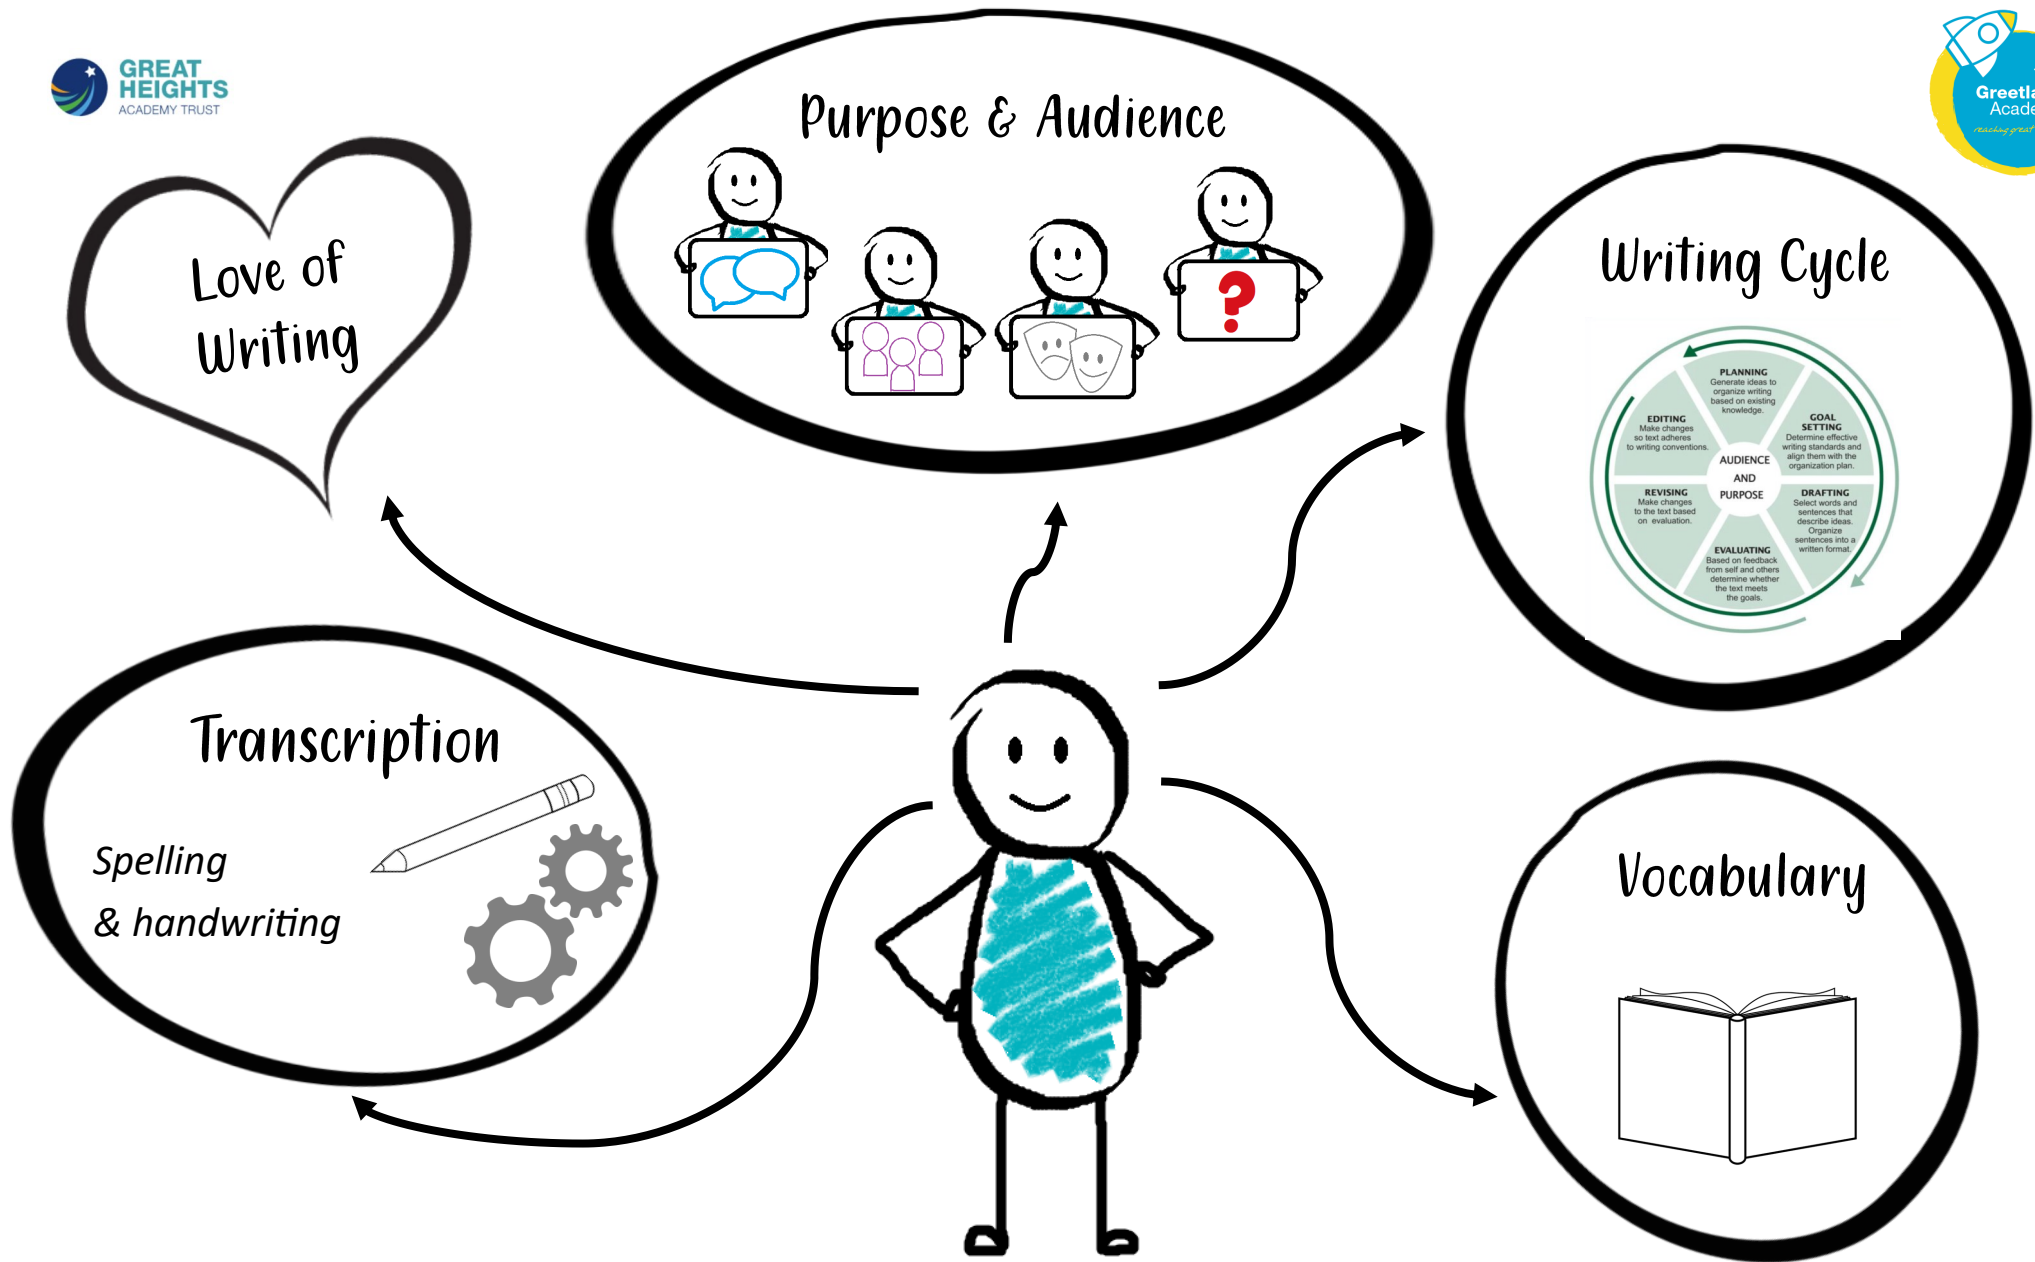 GREAT
HEIGHTS
ACADEMY TRUST
Purpose & Audience
?
Love of
Writing
Writing Cycle
PLANNING
Generate ideas to
organize writing
based on existing
knowledge.
GOAL
SETTING
Determine effective
writing standards and
align them with the
organization plan.
DRAFTING
Select words and
sentences that
describe ideas.
Organize
sentences into a
written format.
EVALUATING
Based on feedback
from self and others
determine whether
the text meets
the goals.
REVISING
Make changes
to the text based
on evaluation.
EDITING
Make changes
so text adheres
to writing conventions.
AUDIENCE
AND
PURPOSE
Transcription
Spelling
& handwriting
Vocabulary
reaching great